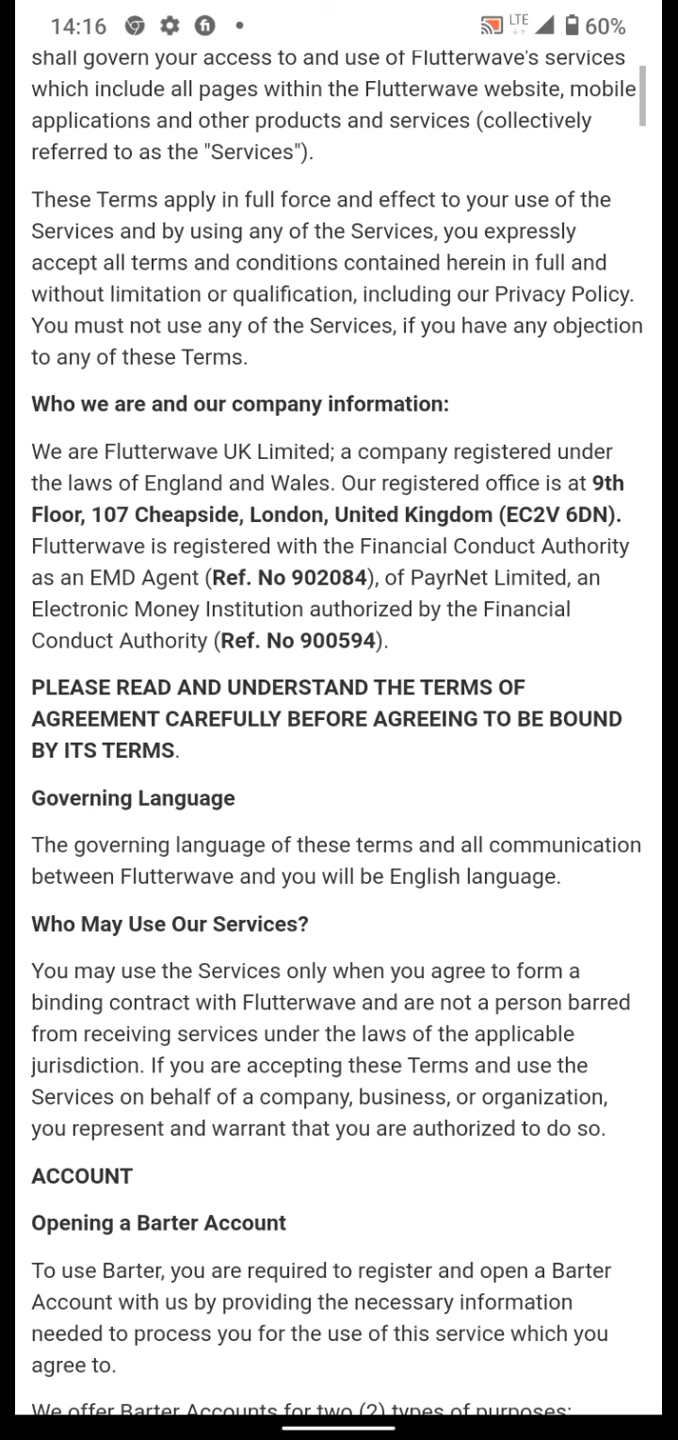 14:16
LTE
60%
shall govern your access to and use of Flutterwave's services
which include all pages within the Flutterwave website, mobile
applications and other products and services (collectively
referred to as the "Services").
These Terms apply in full force and effect to your use of the
Services and by using any of the Services, you expressly
accept all terms and conditions contained herein in full and
without limitation or qualification, including our Privacy Policy.
You must not use any of the Services, if you have any objection
to any of these Terms.
Who we are and our company information:
We are Flutterwave UK Limited; a company registered under
the laws of England and Wales. Our registered office is at 9th
Floor, 107 Cheapside, London, United Kingdom (EC2V 6DN).
Flutterwave is registered with the Financial Conduct Authority
as an EMD Agent (Ref. No 902084), of PayrNet Limited, an
Electronic Money Institution authorized by the Financial
Conduct Authority (Ref. No 900594).
PLEASE READ AND UNDERSTAND THE TERMS OF
AGREEMENT CAREFULLY BEFORE AGREEING TO BE BOUND
BY ITS TERMS.
Governing Language
The governing language of these terms and all communication
between Flutterwave and you will be English language.
Who May Use Our Services?
You may use the Services only when you agree to form a
binding contract with Flutterwave and are not a person barred
from receiving services under the laws of the applicable
jurisdiction. If you are accepting these Terms and use the
Services on behalf of a company, business, or organization,
you represent and warrant that you are authorized to do so.
ACCOUNT
Opening a Barter Account
To use Barter, you are required to register and open a Barter
Account with us by providing the necessary information
needed to process you for the use of this service which you
agree to.
We offer Barter Accounts for two (2) types of purposes: